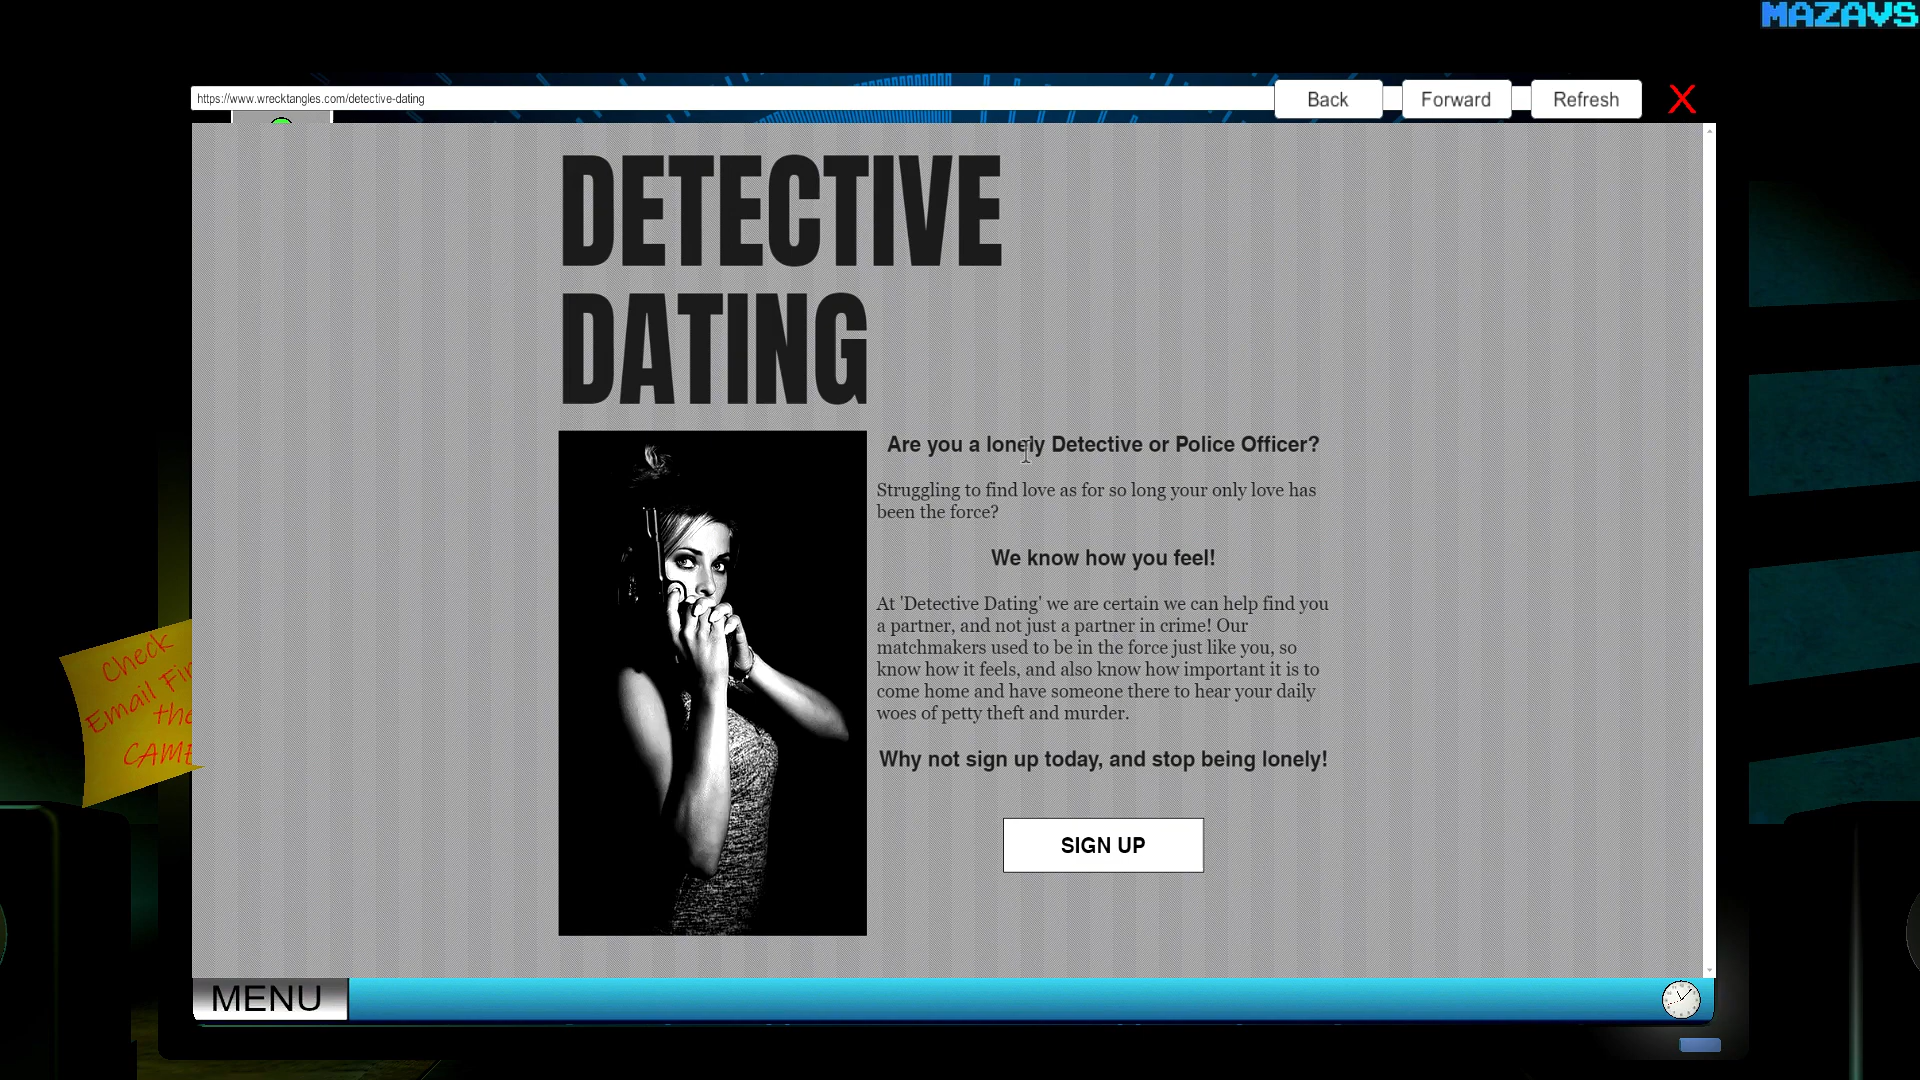 MAZAVS
https://www.wrecktangles.com/detective-dating
Back
Forward
Refresh
X
DETECTIVE
DATING
Are you a lonely Detective or Police Officer?
Struggling to find love as for so long your only love has
been the force?
We know how you feel!
At 'Detective Dating' we are certain we can help find you
a partner, and not just a partner in crime! Our
matchmakers used to be in the force just like you, so
know how it feels, and also know how important it is to
come home and have someone there to hear your daily
woes of petty theft and murder.
Why not sign up today, and stop being lonely!
SIGN UP
Check
Email
MENU